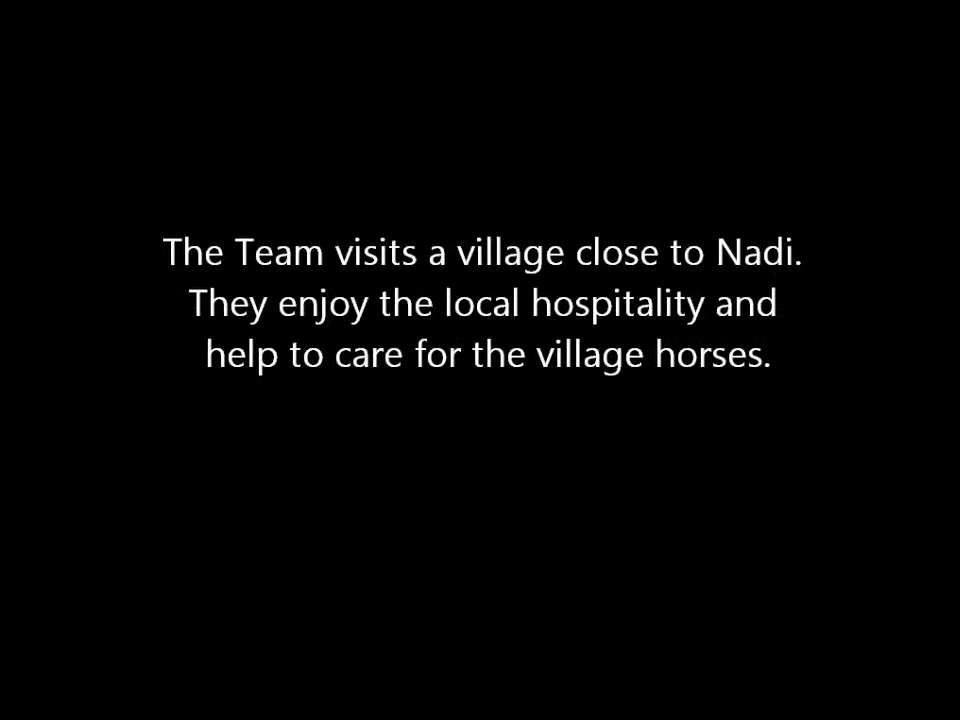 The Team visits a village close to Nadi.
They enjoy the local hospitality and
help to care for the village horses.